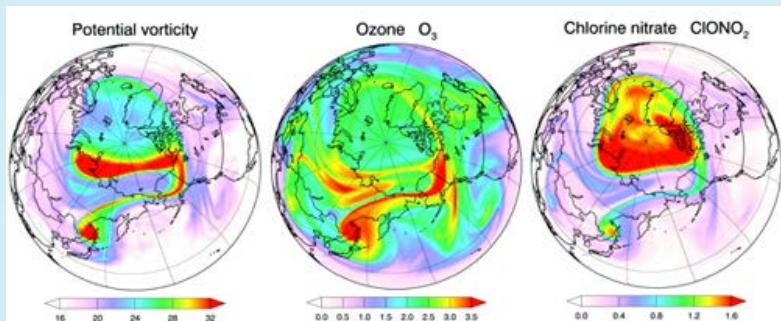 Potential vorticity
Ozone O₃
Chlorine nitrate ClONO₂
16 20 24 28 32
0.0 0.5 1.0 1.5 2.0 2.5 3.0 3.5
0.0 0.4 0.8 1.2 1.6